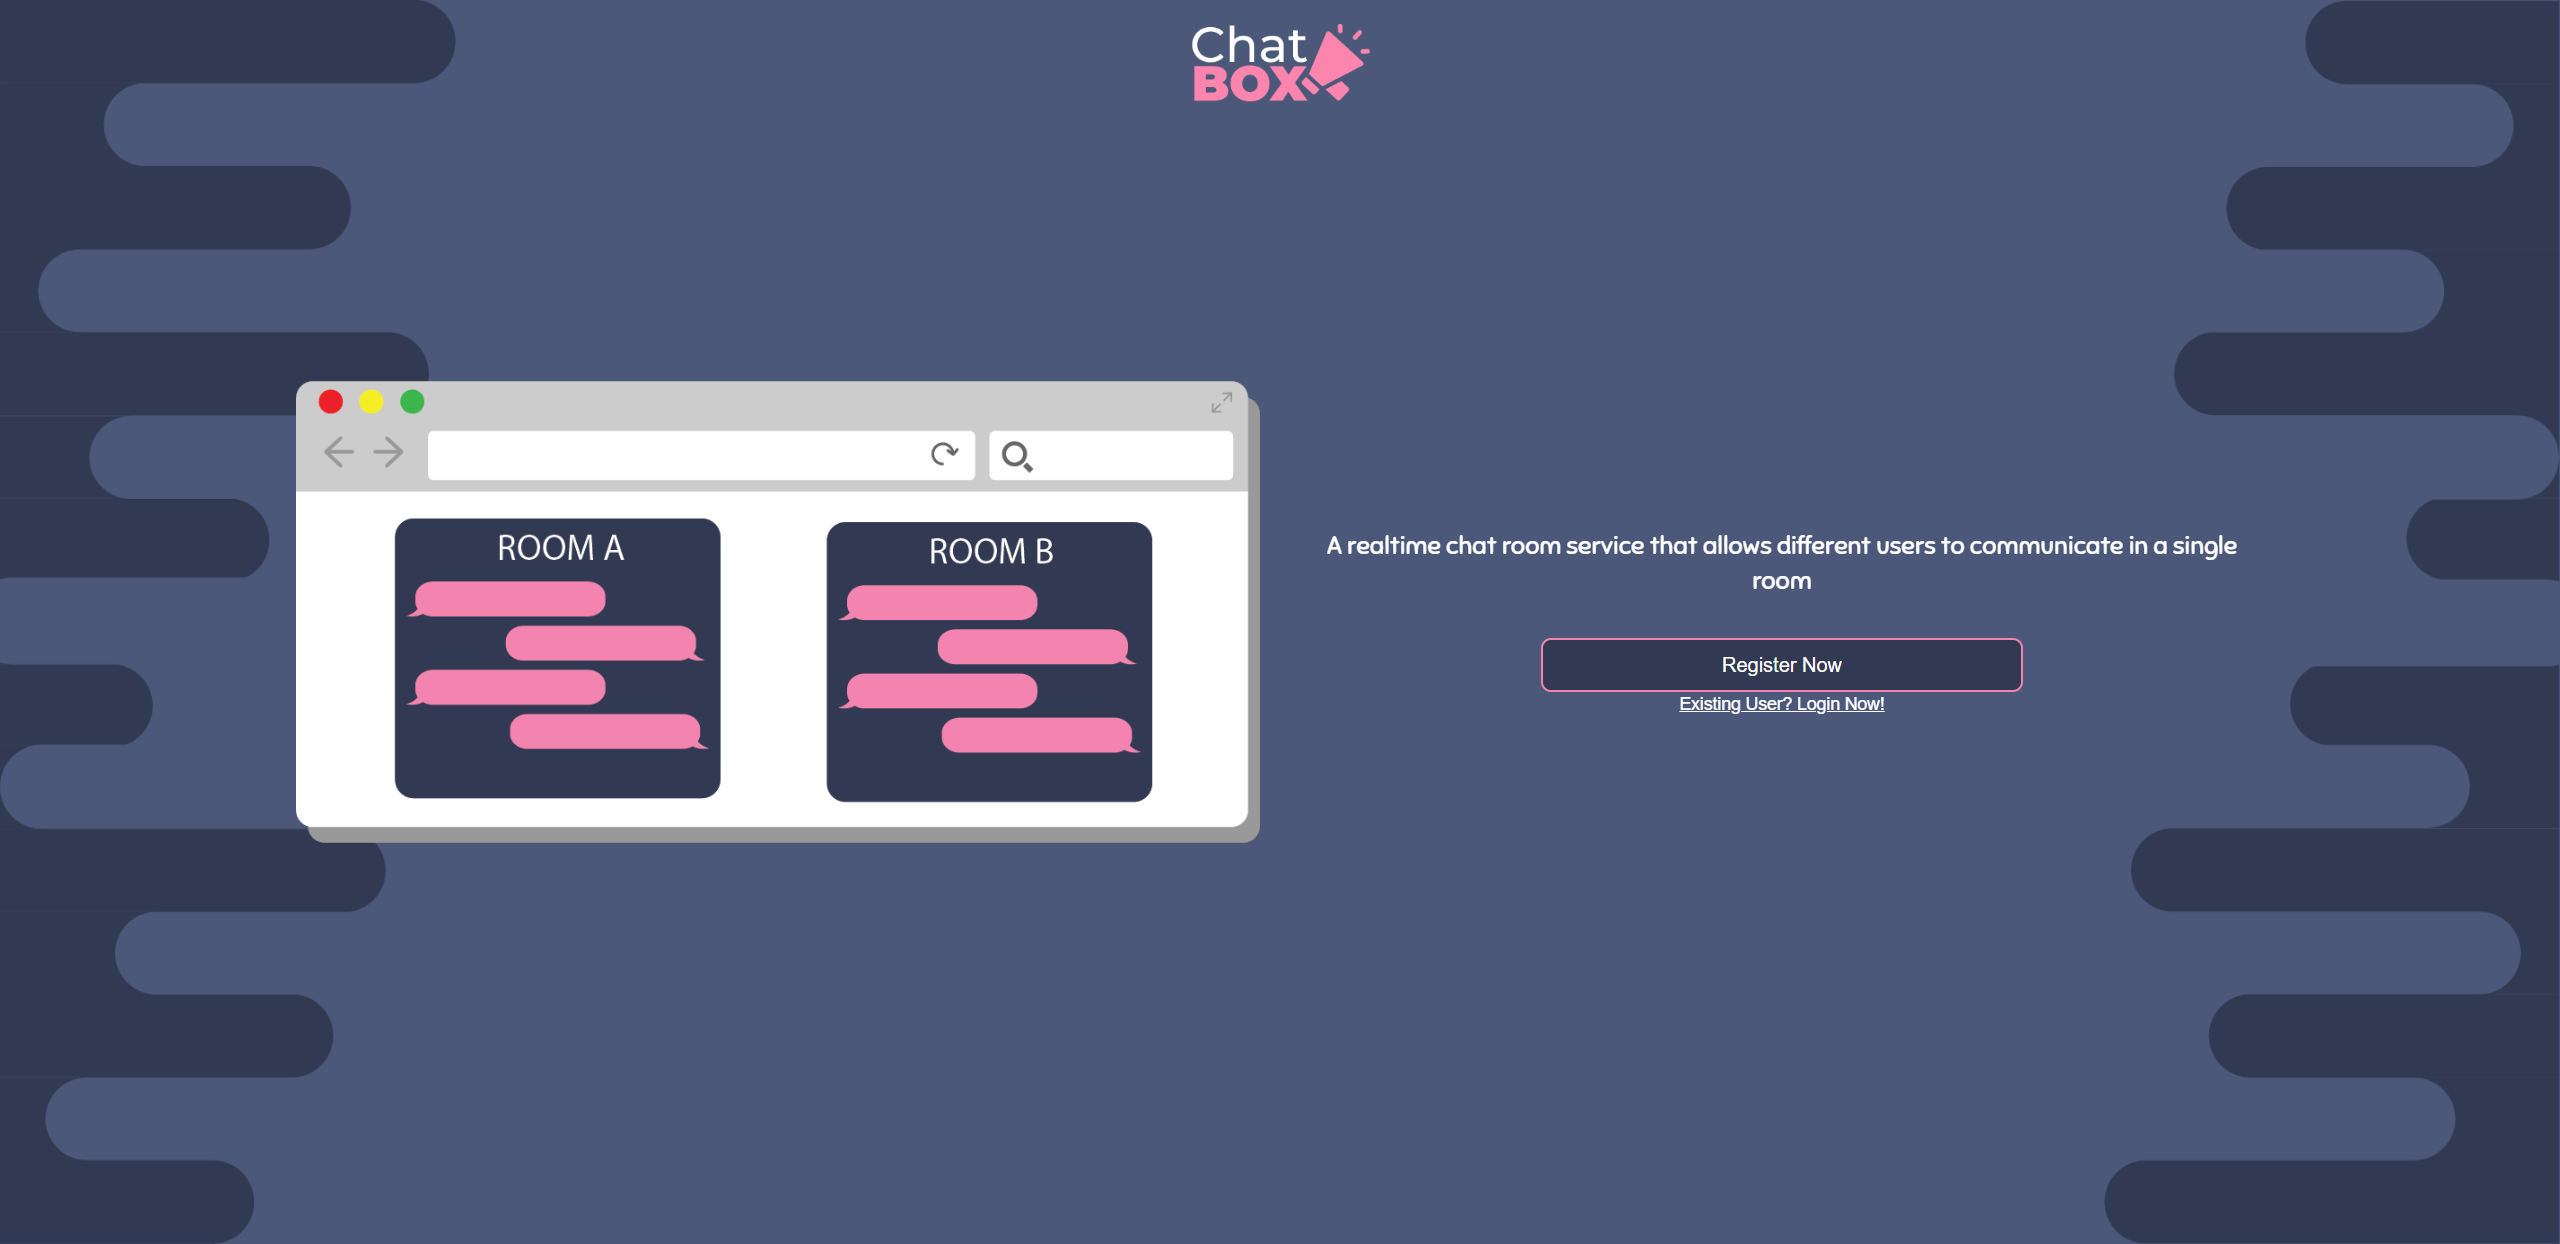 Chat
BOX
ROOM A
ROOM B
A realtime chat room service that allows different users to communicate in a single
room
Register Now
Existing User? Login Now!